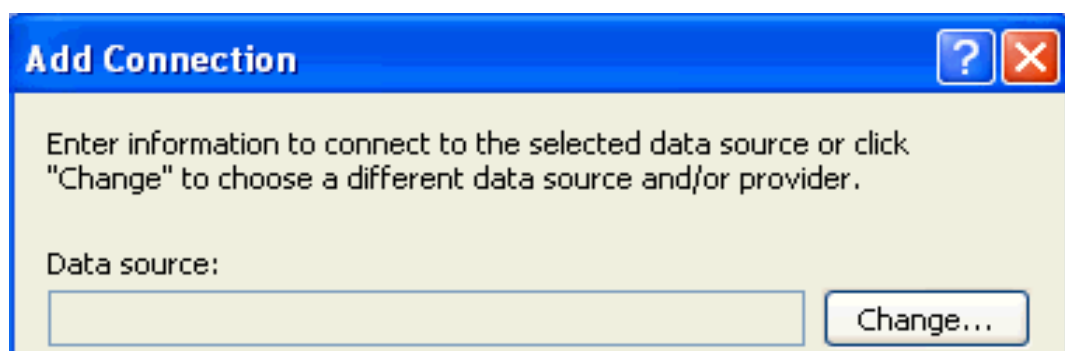 Add Connection
?
Enter information to connect to the selected data source or click
"Change" to choose a different data source and/or provider.
Data source:
Change...